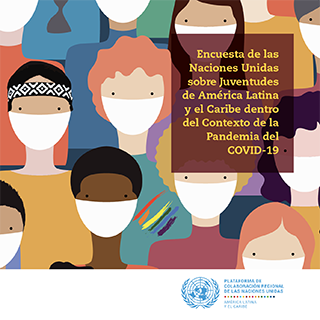 Encuesta de las
Naciones Unidas
sobre Juventudes
de América Latina
y el Caribe dentro
del Contexto de la
Pandemia del
COVID-19
PLATAFORMA DE
COLABORACIÓN REGIONAL
DE LAS NACIONES UNIDAS
AMÉRICA LATINA
Y EL CARIBE